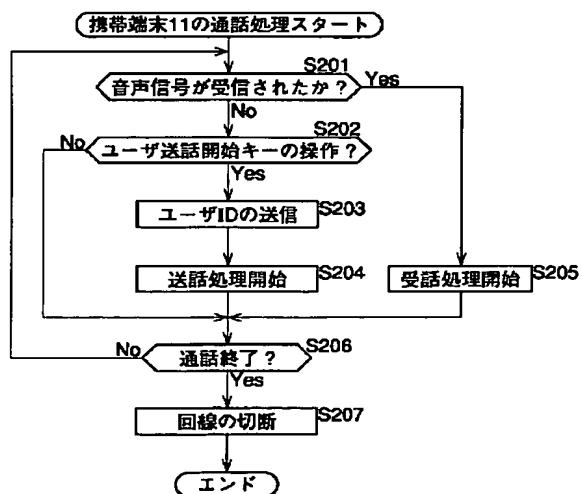 携帯端末11の通話処理スタート
S201
音声信号が受信されたか？
Yes
No
S202
No
ユーザ送話開始キーの操作？
Yes
ユーザIDの送信
S203
送話処理開始
S204
受話処理開始
S205
No
通話終了？
S206
Yes
回線の切断
S207
エンド